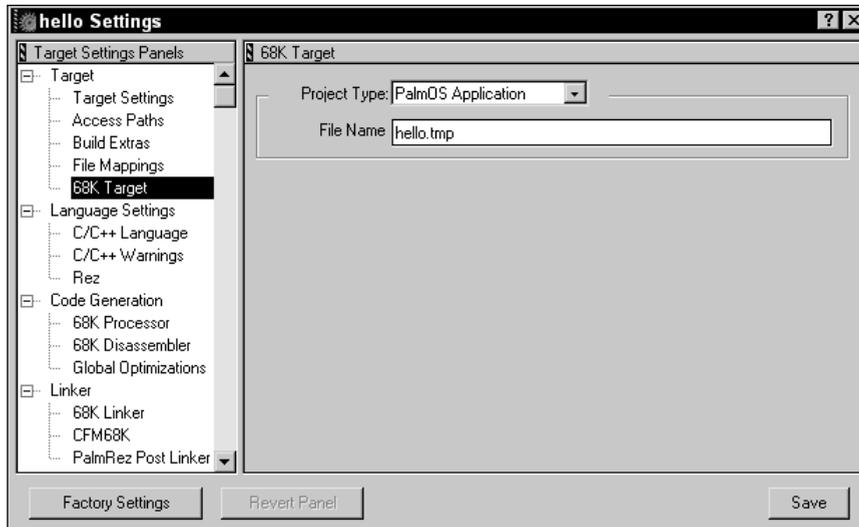 hello Settings
Target Settings Panels
Target
Target Settings
Access Paths
Build Extras
File Mappings
68K Target
Language Settings
C/C++ Language
C/C++ Warnings
Rez
Code Generation
68K Processor
68K Disassembler
Global Optimizations
Linker
68K Linker
CFM68K
PalmRez Post Linker
68K Target
Project Type: PalmOS Application
File Name hello.tmp
Factory Settings
Revert Panel
Save